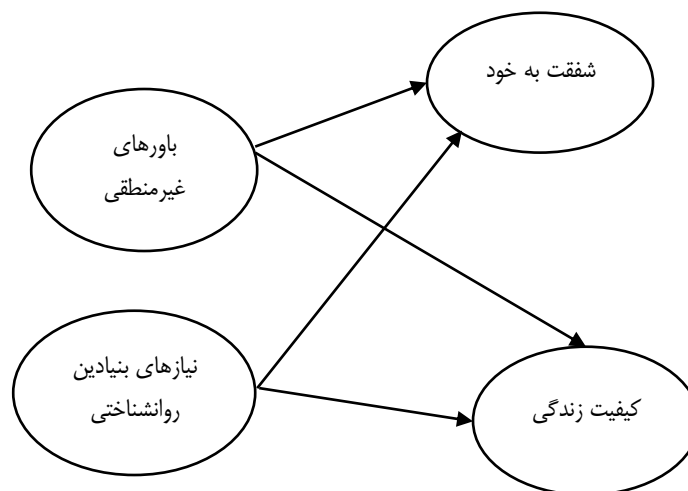 شفقت به خود
باورهای
غیرمنطقی
نیازهای بنیادین
روانشناختی
کیفیت زندگی